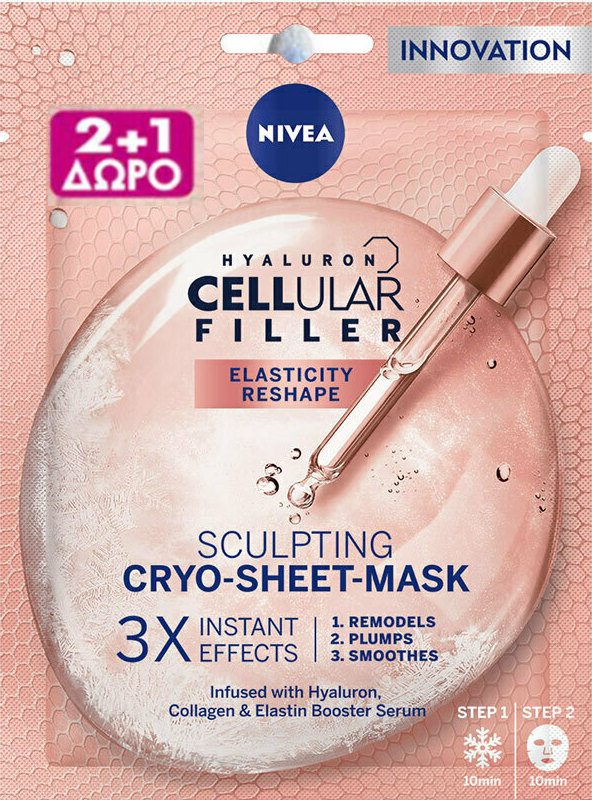 INNOVATION
2+1
ΔΩΡΟ
NIVEA
HYALURON
CELLULAR
FILLER
ELASTICITY
RESHAPE
SCULPTING
CRYO-SHEET-MASK
3X INSTANT
EFFECTS
1. REMODELS
2. PLUMPS
3. SMOOTHES
Infused with Hyaluron,
Collagen & Elastin Booster Serum
STEP 1
10min
STEP 2
10min